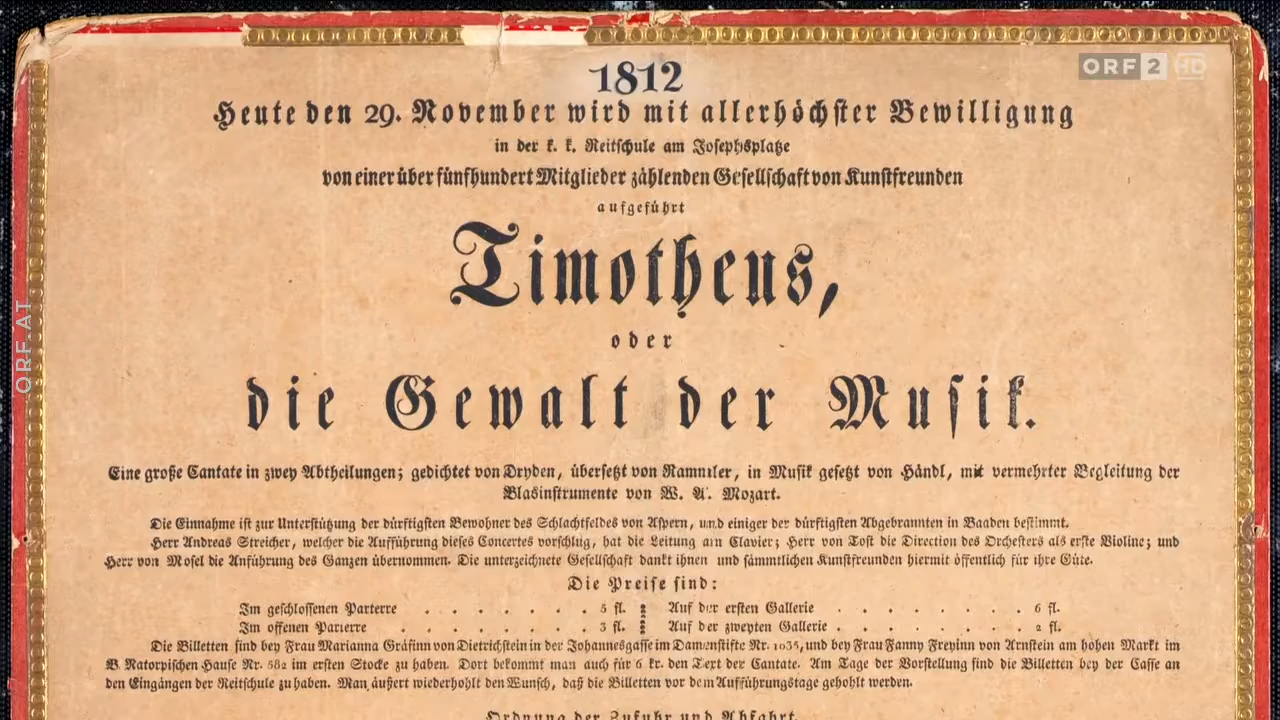 ORF 2 HD
ORF.AT
1812
Heute den 29. November wird mit allerhöchster Bewilligung
in der k. k. Reitschule am Josephsplatze
von einer über fünfhundert Mitglieder zählenden Gesellschaft von Kunstfreunden
aufgeführt
Timotheus,
oder
die Gewalt der Musik.
Eine große Cantate in zwey Abtheilungen; gedichtet von Dryden, übersetzt von Rammler, in Musik gesetzt von Händl, mit vermehrter Begleitung der
Blasinstrumente von W. A. Mozart.
Die Einnahme ist zur Unterstützung der dürftigsten Bewohner des Schlachtfeldes von Aspern, und einiger der dürftigsten Abgebrannten in Baaden bestimmt.
Herr Andreas Streicher, welcher die Aufführung dieses Concertes vorschlug, hat die Leitung am Clavier; Herr von Tost die Direction des Orchesters als erste Violine; und
Herr von Mosel die Anführung des Ganzen übernommen. Die unterzeichnete Gesellschaft dankt ihnen und sämmtlichen Kunstfreunden hiermit öffentlich für ihre Güte.
Die Preise sind:
Im geschlossenen Parterre . . . . . . . . 5 fl. Auf der ersten Gallerie . . . . . . . . 6 fl.
Im offenen Parterre . . . . . . . . . 3 fl. Auf der zweyten Gallerie . . . . . . . . 2 fl.
Die Billetten sind bey Frau Marianna Gräfinn von Dietrichstein in der Johannesgasse im Damenstifte Nr. 1035, und bey Frau Fanny Freyinn von Arnstein am hohen Markt im
B. Natorpischen Hause Nr. 582 im ersten Stocke zu haben. Dort bekommt man auch für 6 kr. den Text der Cantate. Am Tage der Vorstellung sind die Billetten bey der Casse an
den Eingängen der Reitschule zu haben. Man äußert wiederhohlt den Wunsch, daß die Billetten vor dem Aufführungstage gehohlt werden.
Ordnung der Zufuhr und Abfahrt.